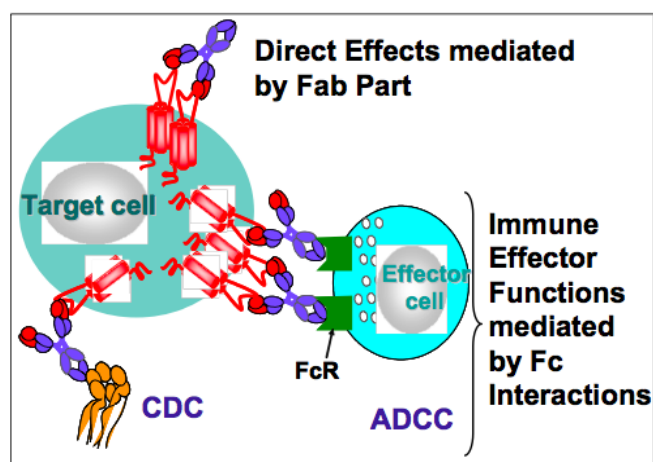 Direct Effects mediated
by Fab Part
Target cell
Immune
Effector
Functions
mediated
by Fc
Interactions
Effector
cell
FcR
CDC
ADCC